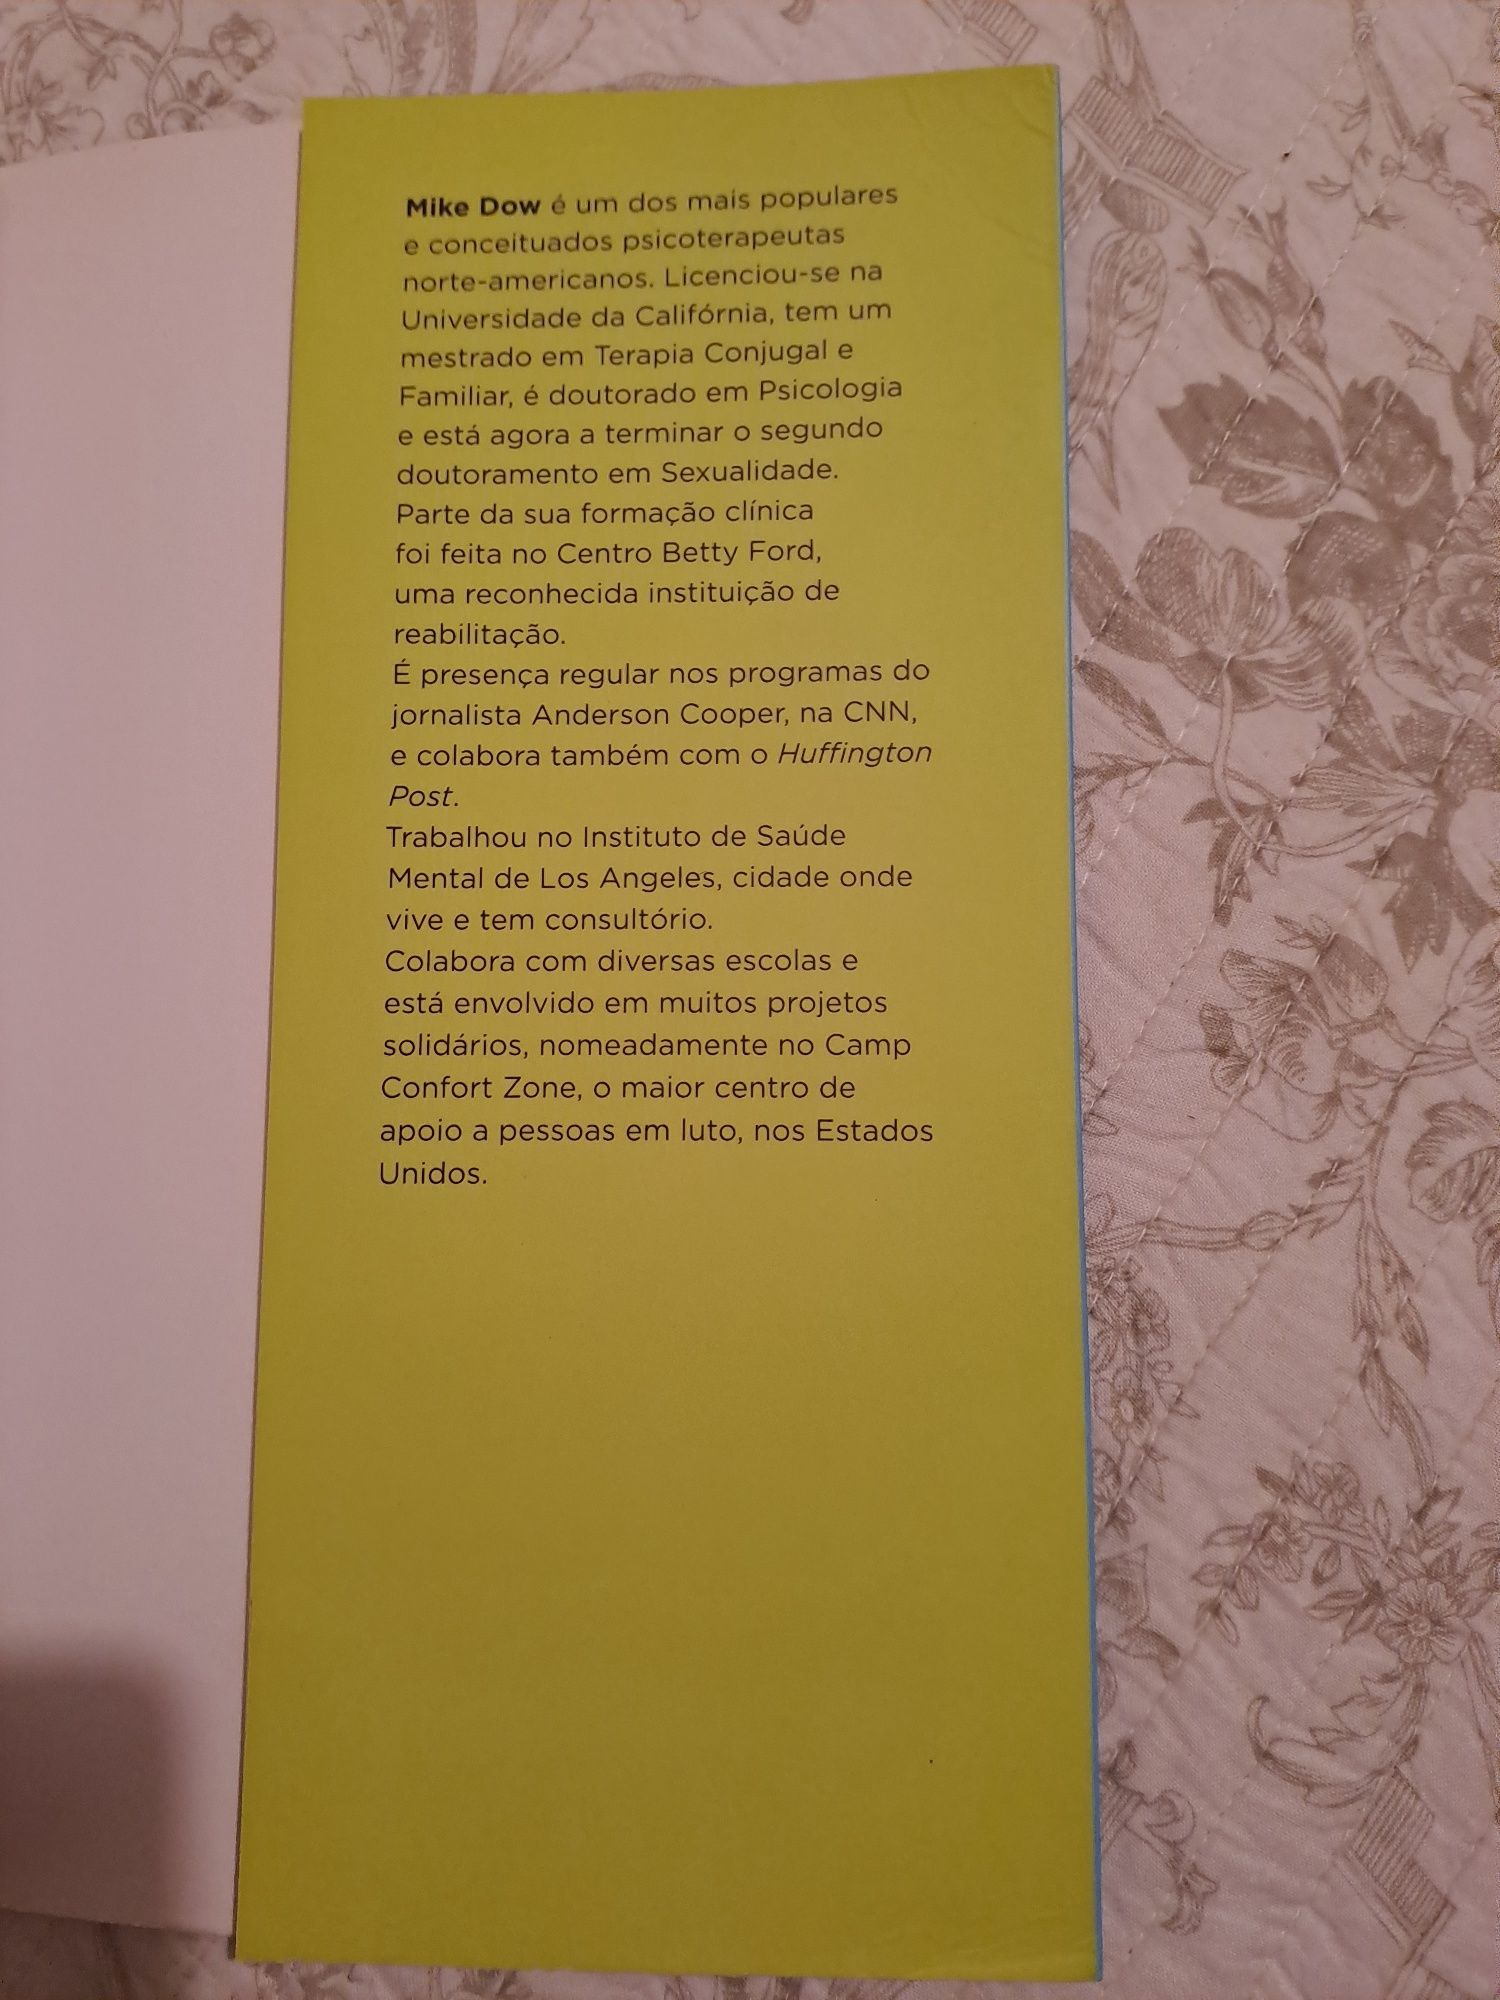 Mike Dow é um dos mais populares
e conceituados psicoterapeutas
norte-americanos. Licenciou-se na
Universidade da Califórnia, tem um
mestrado em Terapia Conjugal e
Familiar, é doutorado em Psicologia
e está agora a terminar o segundo
doutoramento em Sexualidade.
Parte da sua formação clínica
foi feita no Centro Betty Ford,
uma reconhecida instituição de
reabilitação.
É presença regular nos programas do
jornalista Anderson Cooper, na CNN,
e colabora também com o Huffington
Post.
Trabalhou no Instituto de Saúde
Mental de Los Angeles, cidade onde
vive e tem consultório.
Colabora com diversas escolas e
está envolvido em muitos projetos
solidários, nomeadamente no Camp
Confort Zone, o maior centro de
apoio a pessoas em luto, nos Estados
Unidos.